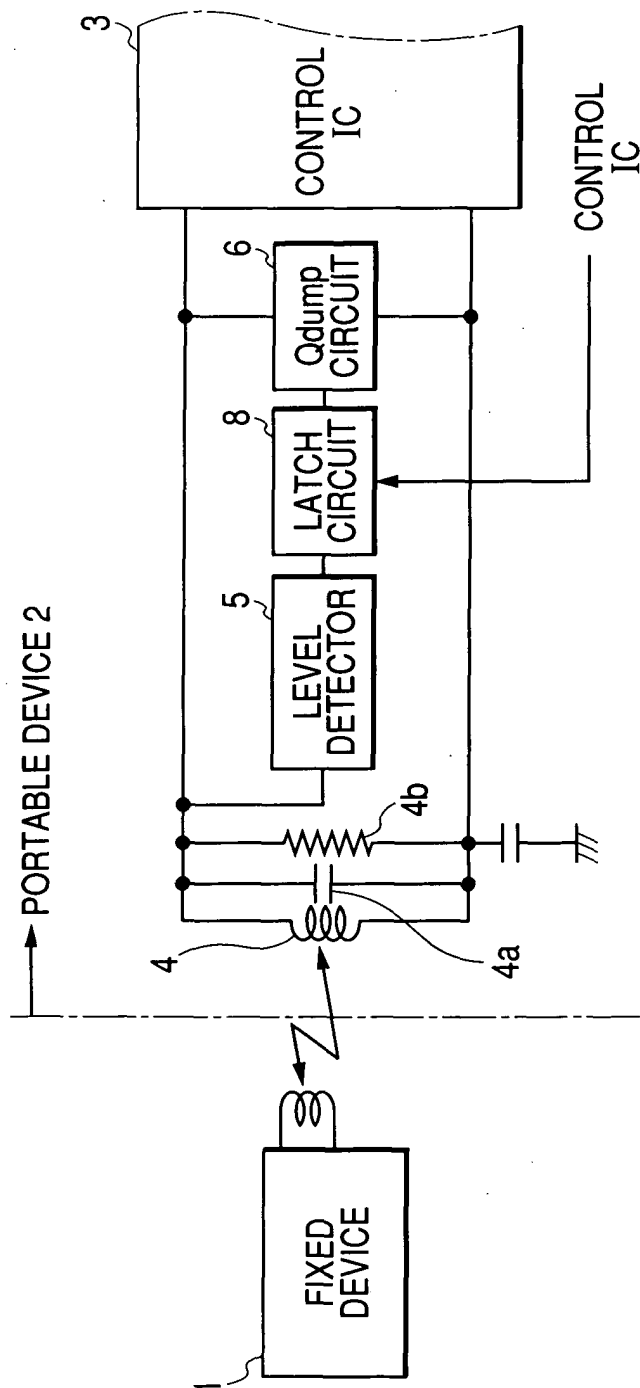 PORTABLE DEVICE 2
1
FIXED
DEVICE
4
4a
4b
5
LEVEL
DETECTOR
8
LATCH
CIRCUIT
6
Qdump
CIRCUIT
3
CONTROL
IC
CONTROL
IC